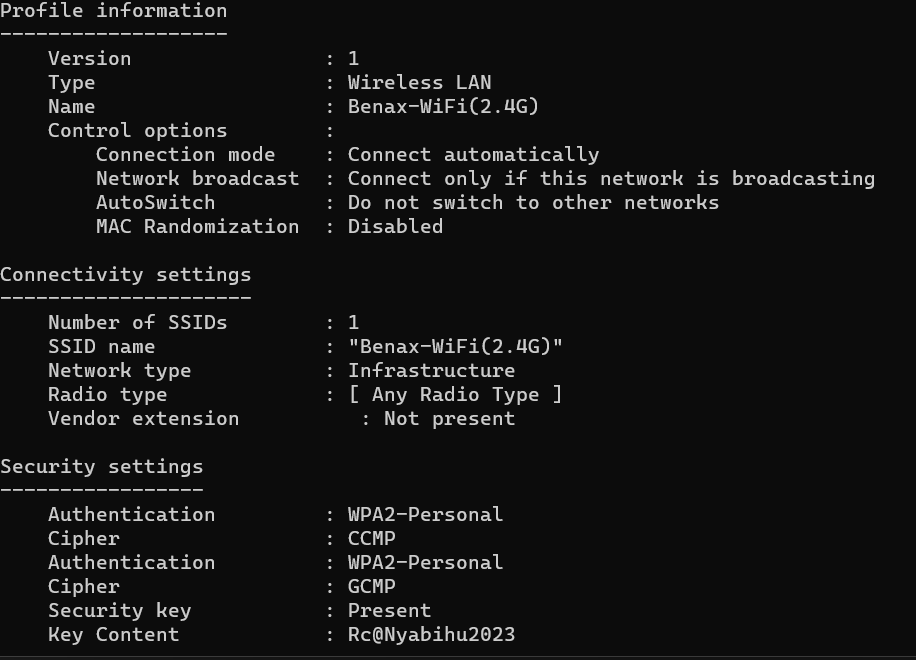 Profile information
-------------------
    Version                : 1
    Type                   : Wireless LAN
    Name                   : Benax-WiFi(2.4G)
    Control options        :
        Connection mode    : Connect automatically
        Network broadcast  : Connect only if this network is broadcasting
        AutoSwitch         : Do not switch to other networks
        MAC Randomization  : Disabled

Connectivity settings
---------------------
    Number of SSIDs        : 1
    SSID name              : "Benax-WiFi(2.4G)"
    Network type           : Infrastructure
    Radio type             : [ Any Radio Type ]
    Vendor extension          : Not present

Security settings
-----------------
    Authentication         : WPA2-Personal
    Cipher                 : CCMP
    Authentication         : WPA2-Personal
    Cipher                 : GCMP
    Security key           : Present
    Key Content            : Rc@Nyabihu2023